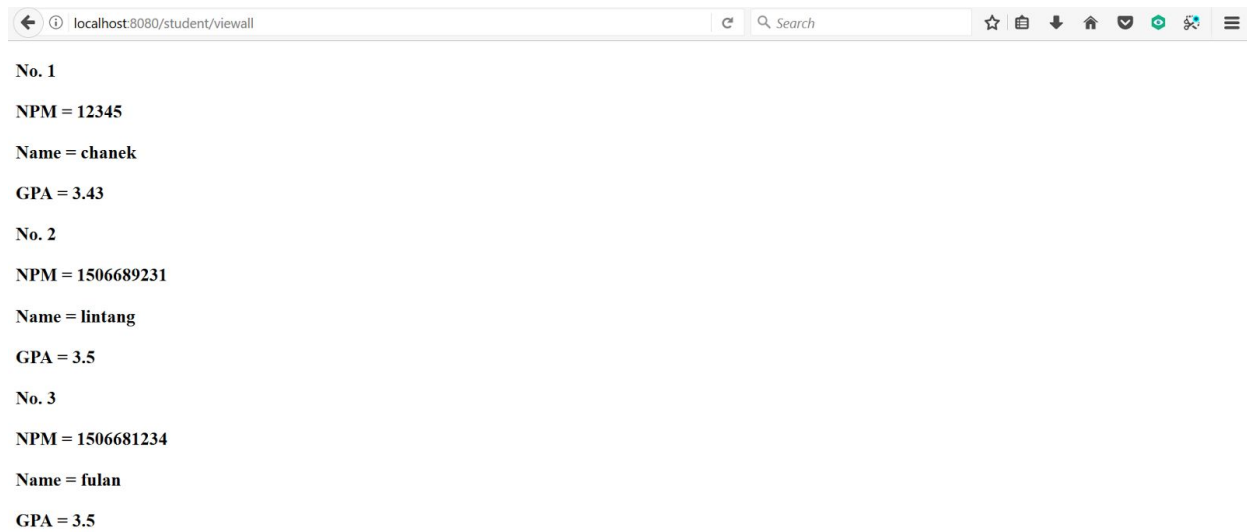 localhost:8080/student/viewall
Search
No. 1
NPM = 12345
Name = chanek
GPA = 3.43
No. 2
NPM = 1506689231
Name = lintang
GPA = 3.5
No. 3
NPM = 1506681234
Name = fulan
GPA = 3.5